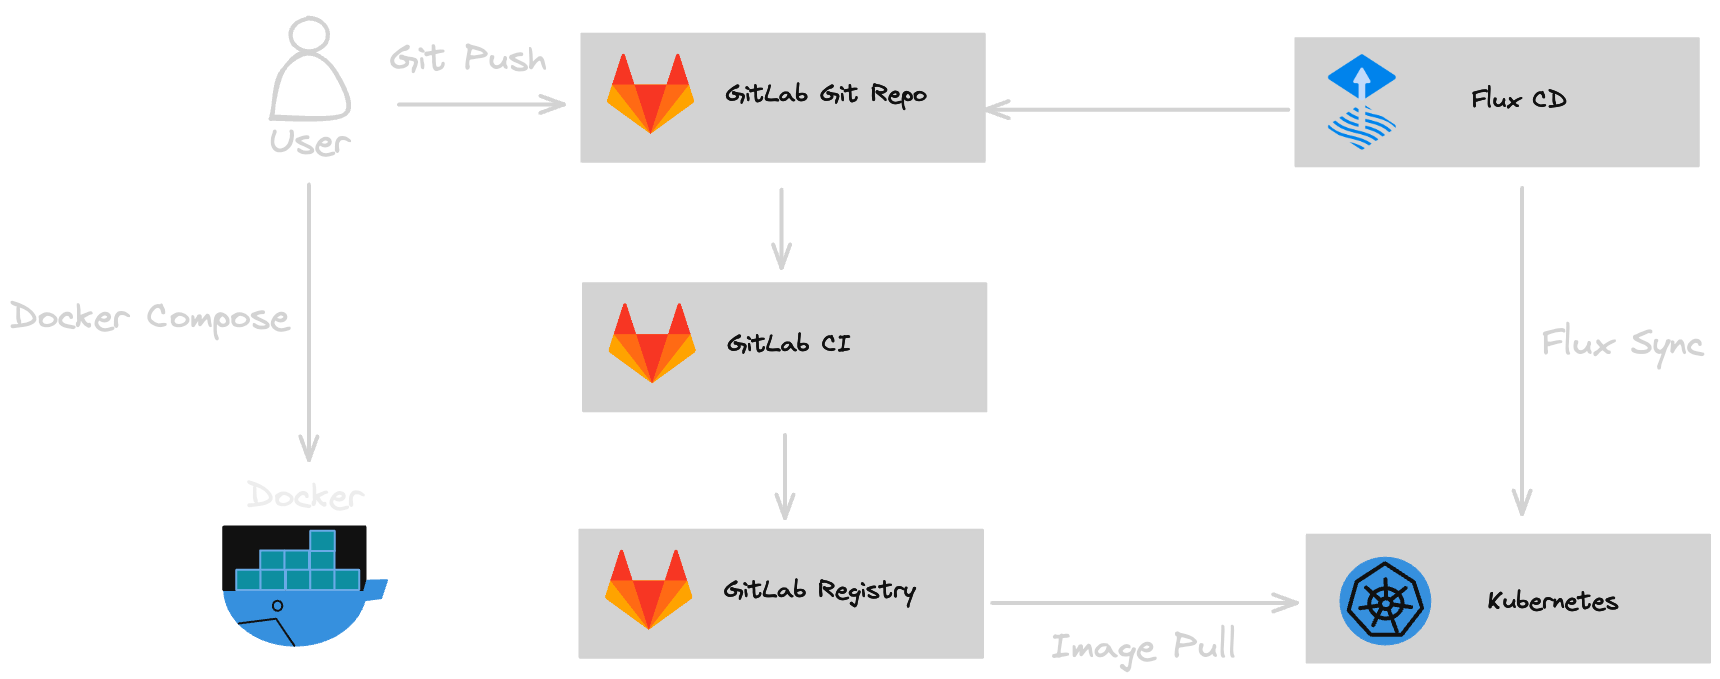 Git Push
GitLab Git Repo
Flux CD
User
Docker Compose
GitLab CI
Flux Sync
Docker
GitLab Registry
Kubernetes
Image Pull